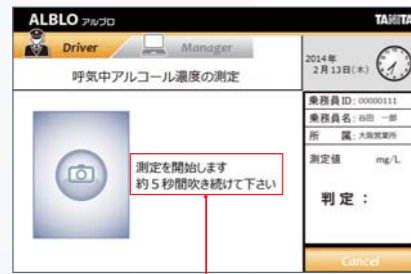 ALBLO アルブロ
TANITA
Driver
Manager
呼気中アルコール濃度の測定
2014年
2月13日(木)
測定を開始します
約5秒間吹き続けて下さい
乗務員ID: 00000111
乗務員名: 谷田 一郎
所 属: 大阪営業所
測定値 mg/L
判定：
Cancel